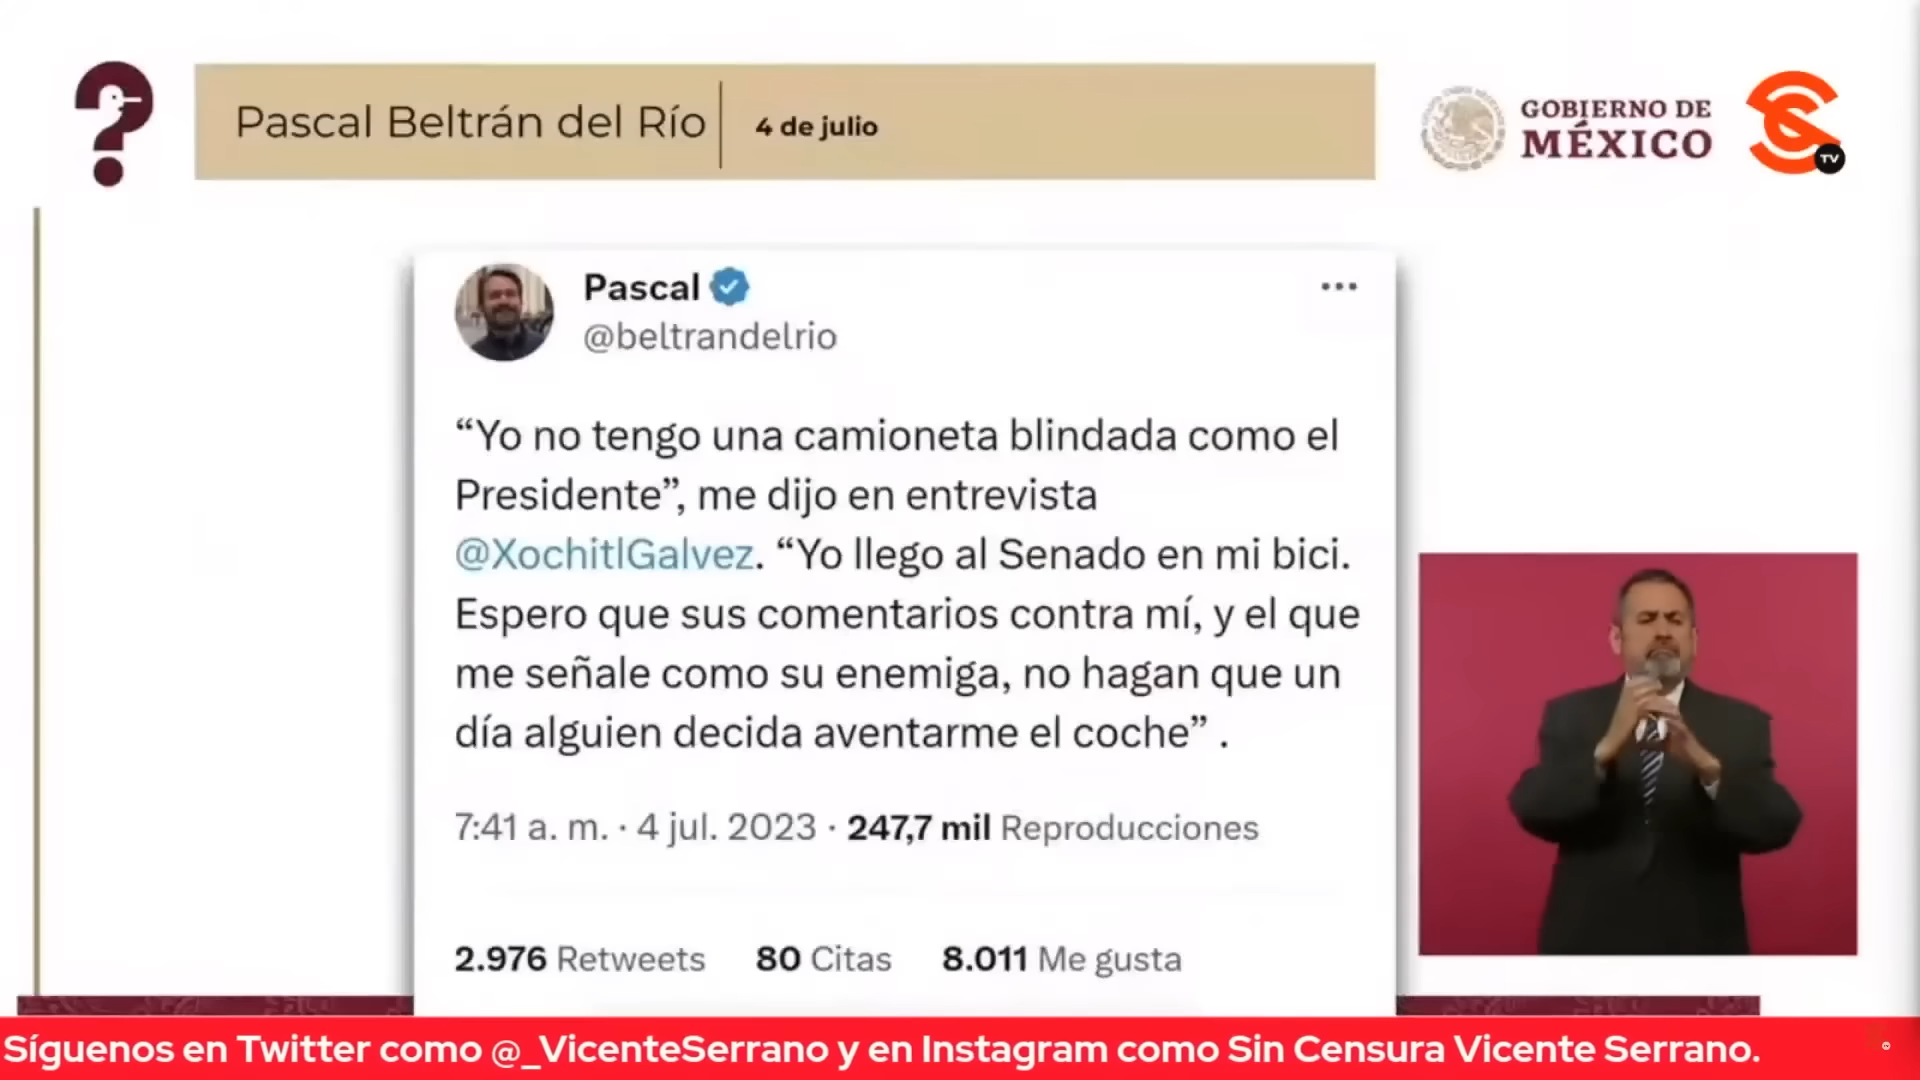 Pascal Beltrán del Río
4 de julio
GOBIERNO DE
MÉXICO
TV
Pascal
@beltrandelrio
“Yo no tengo una camioneta blindada como el
Presidente”, me dijo en entrevista
@XochitlGalvez. “Yo llego al Senado en mi bici.
Espero que sus comentarios contra mí, y el que
me señale como su enemiga, no hagan que un
día alguien decida aventarme el coche” .
7:41 a. m. · 4 jul. 2023 · 247,7 mil Reproducciones
2.976 Retweets 80 Citas 8.011 Me gusta
Síguenos en Twitter como @_VicenteSerrano y en Instagram como Sin Censura Vicente Serrano.